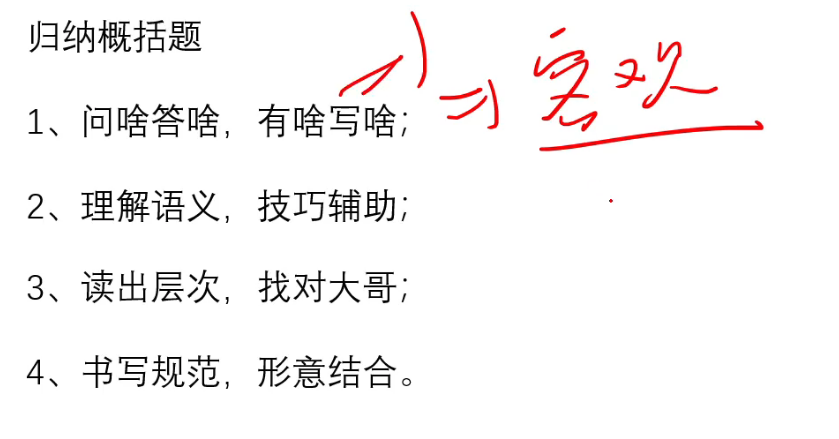 归纳概括题
1、问啥答啥，有啥写啥；
客观
2、理解语义，技巧辅助；
3、读出层次，找对大哥；
4、书写规范，形意结合。